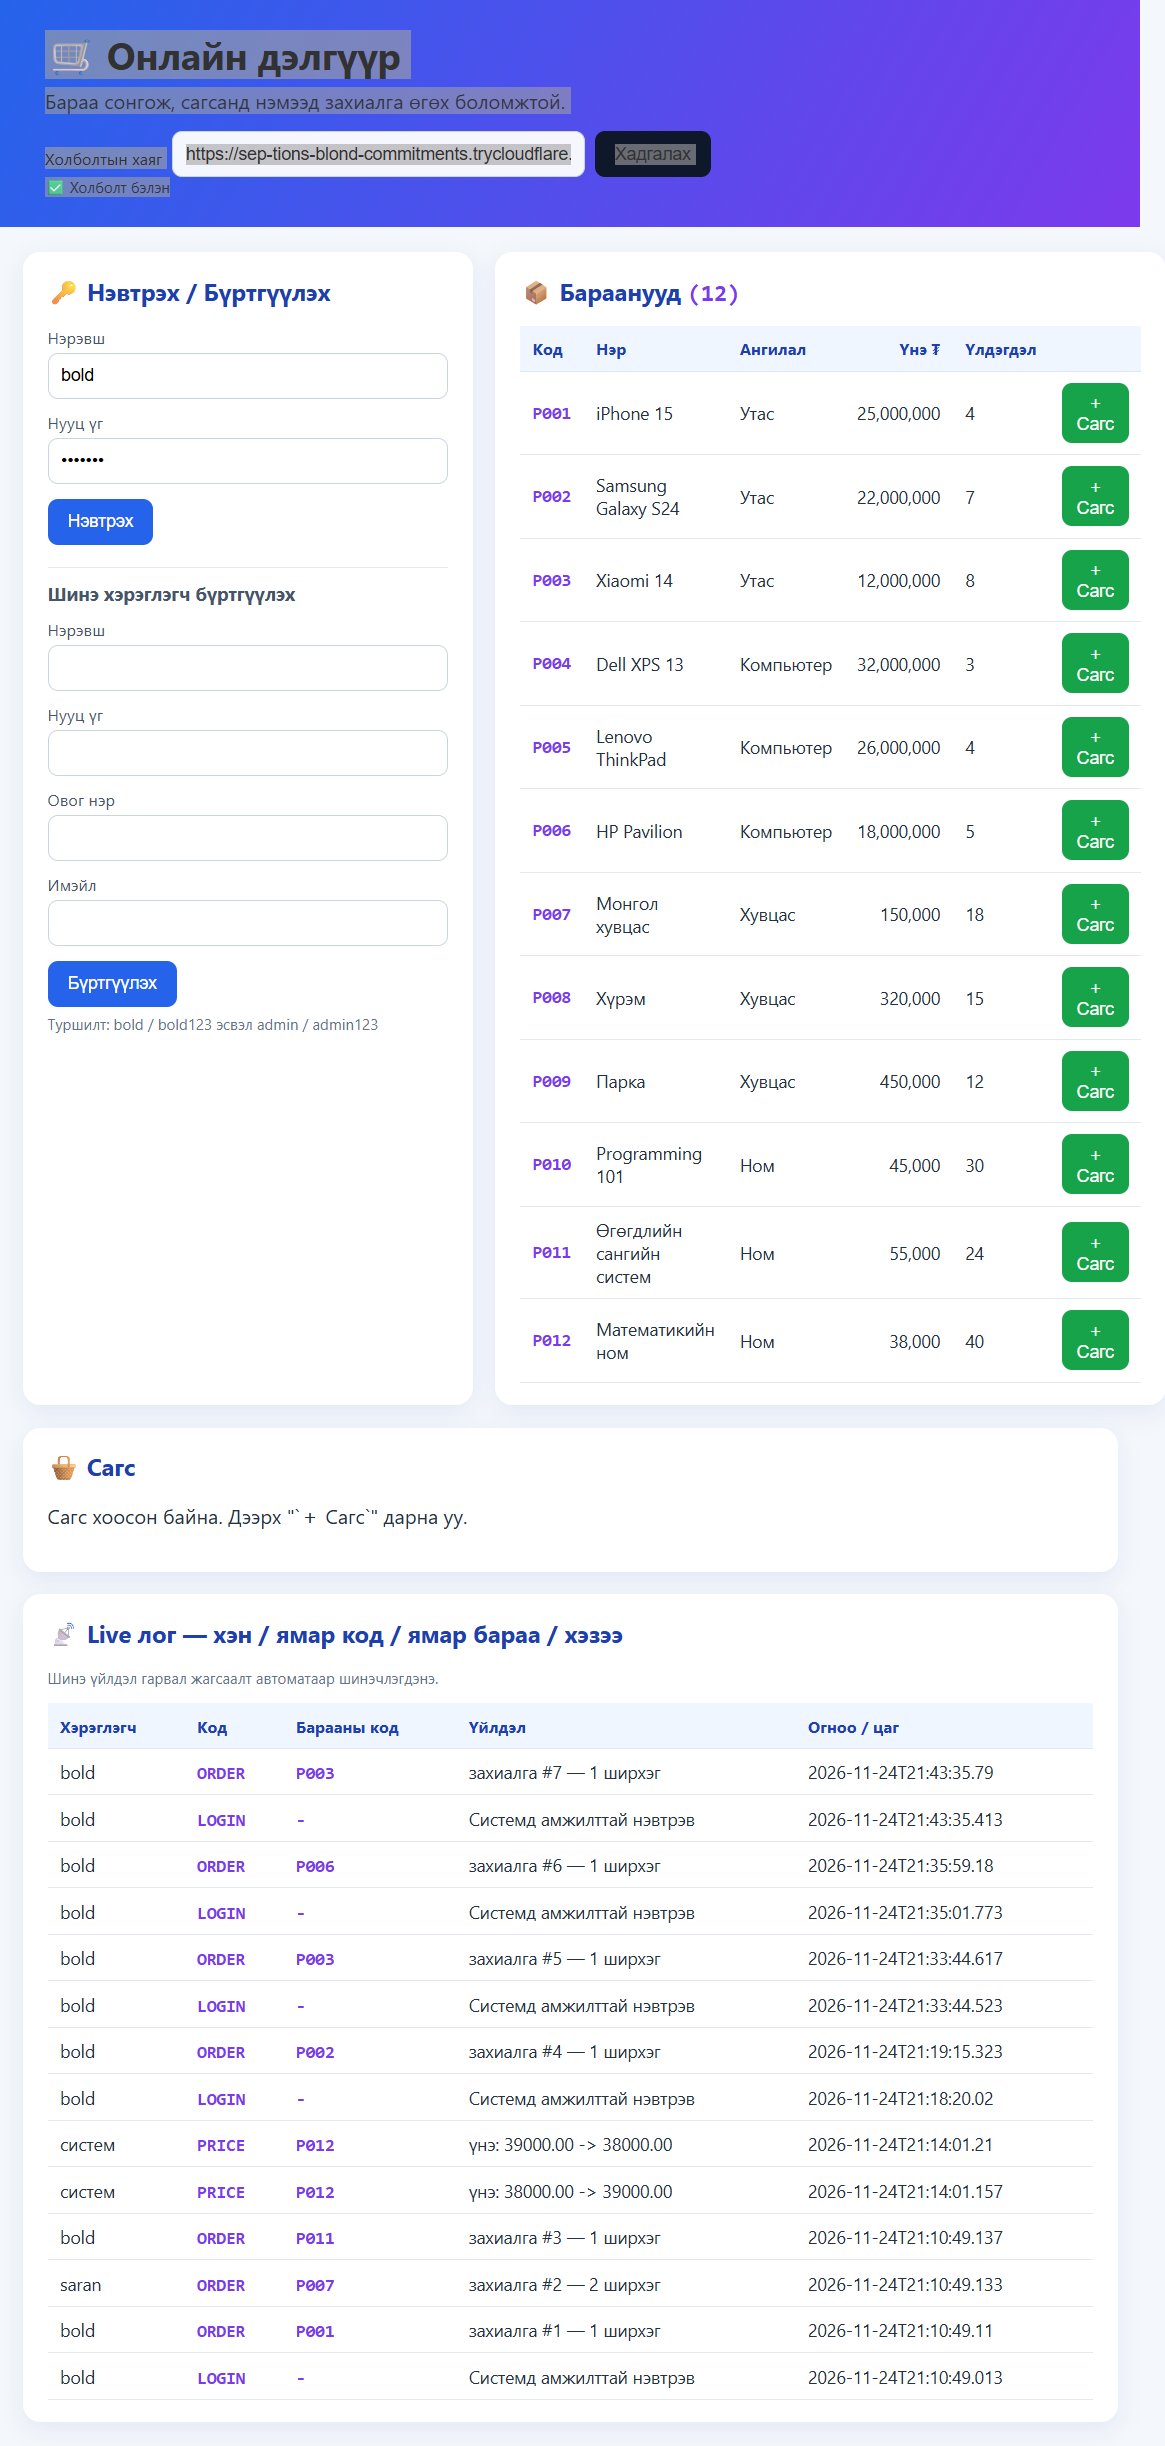 🛒 Онлайн дэлгүүр
Бараа сонгож, сагсанд нэмээд захиалга өгөх боломжтой.
Холболтын хаяг https://sep-tions-blond-commitments.trycloudflare. Хадгалах
✅ Холболт бэлэн
🔑 Нэвтрэх / Бүртгүүлэх
Нэрэвш
bold
Нууц үг
•••••••
Нэвтрэх
Шинэ хэрэглэгч бүртгүүлэх
Нэрэвш
Нууц үг
Овог нэр
Имэйл
Бүртгүүлэх
Туршилт: bold / bold123 эсвэл admin / admin123
📦 Бараанууд (12)
Код Нэр Ангилал Үнэ ₮ Үлдэгдэл
P001 iPhone 15 Утас 25,000,000 4 + Сагс
P002 Samsung Galaxy S24 Утас 22,000,000 7 + Сагс
P003 Xiaomi 14 Утас 12,000,000 8 + Сагс
P004 Dell XPS 13 Компьютер 32,000,000 3 + Сагс
P005 Lenovo ThinkPad Компьютер 26,000,000 4 + Сагс
P006 HP Pavilion Компьютер 18,000,000 5 + Сагс
P007 Монгол хувцас Хувцас 150,000 18 + Сагс
P008 Хүрэм Хувцас 320,000 15 + Сагс
P009 Парка Хувцас 450,000 12 + Сагс
P010 Programming 101 Ном 45,000 30 + Сагс
P011 Өгөгдлийн сангийн систем Ном 55,000 24 + Сагс
P012 Математикийн ном Ном 38,000 40 + Сагс
🧺 Сагс
Сагс хоосон байна. Дээрх "`+ Сагс`" дарна уу.
📡 Live лог — хэн / ямар код / ямар бараа / хэзээ
Шинэ үйлдэл гарвал жагсаалт автоматаар шинэчлэгдэнэ.
Хэрэглэгч Код Барааны код Үйлдэл Огноо / цаг
bold ORDER P003 захиалга #7 — 1 ширхэг 2026-11-24T21:43:35.79
bold LOGIN - Системд амжилттай нэвтрэв 2026-11-24T21:43:35.413
bold ORDER P006 захиалга #6 — 1 ширхэг 2026-11-24T21:35:59.18
bold LOGIN - Системд амжилттай нэвтрэв 2026-11-24T21:35:01.773
bold ORDER P003 захиалга #5 — 1 ширхэг 2026-11-24T21:33:44.617
bold LOGIN - Системд амжилттай нэвтрэв 2026-11-24T21:33:44.523
bold ORDER P002 захиалга #4 — 1 ширхэг 2026-11-24T21:19:15.323
bold LOGIN - Системд амжилттай нэвтрэв 2026-11-24T21:18:20.02
систем PRICE P012 үнэ: 39000.00 -> 38000.00 2026-11-24T21:14:01.21
систем PRICE P012 үнэ: 38000.00 -> 39000.00 2026-11-24T21:14:01.157
bold ORDER P011 захиалга #3 — 1 ширхэг 2026-11-24T21:10:49.137
saran ORDER P007 захиалга #2 — 2 ширхэг 2026-11-24T21:10:49.133
bold ORDER P001 захиалга #1 — 1 ширхэг 2026-11-24T21:10:49.11
bold LOGIN - Системд амжилттай нэвтрэв 2026-11-24T21:10:49.013